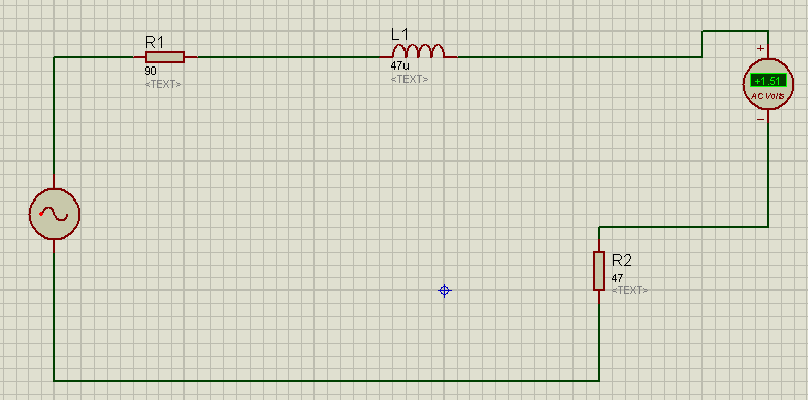 R1
90
<TEXT>
L1
47u
<TEXT>
+
+1.51
AC Volts
−
R2
47
<TEXT>